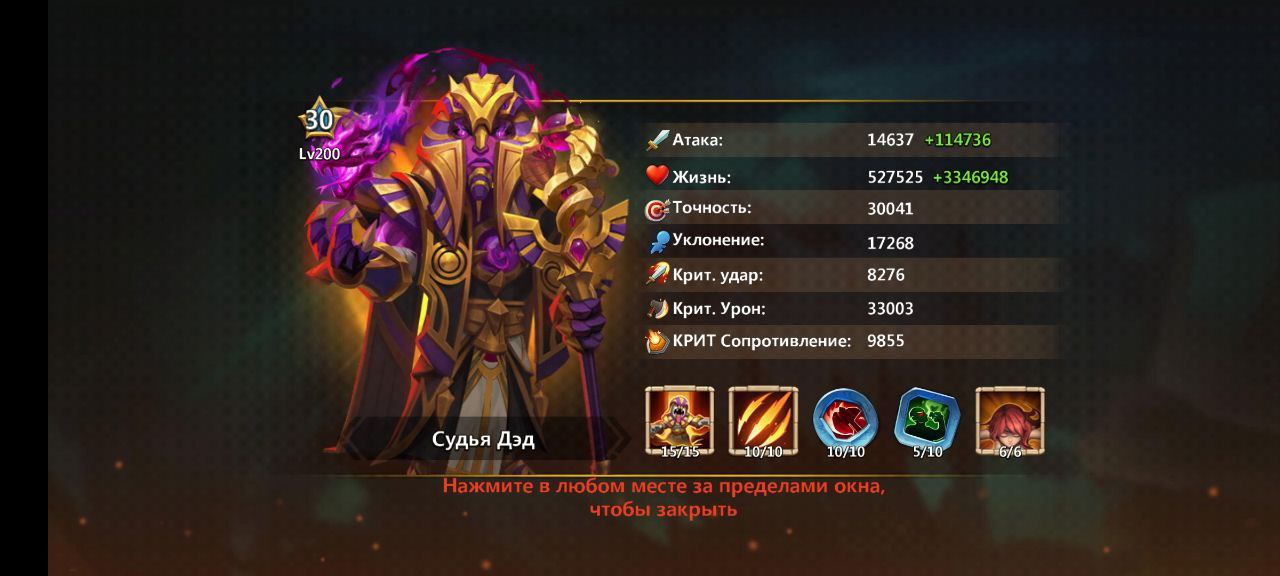 30
Lv200
Атака: 14637 +114736
Жизнь: 527525 +3346948
Точность: 30041
Уклонение: 17268
Крит. удар: 8276
Крит. Урон: 33003
КРИТ Сопротивление: 9855
15/15 10/10 10/10 5/10 6/6
Судья Дэд
Нажмите в любом месте за пределами окна,
чтобы закрыть